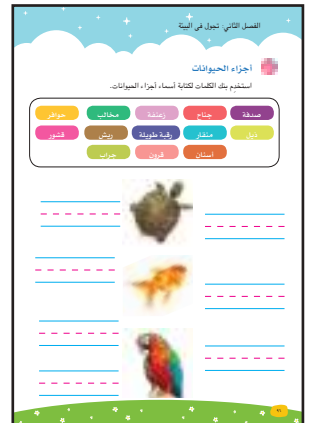 الفصل الثاني: تجول في البيئة
أجزاء الحيوانات
أستخدم بنك الكلمات لكتابة أسماء أجزاء الحيوانات.
صدفة جناح زعنفة مخالب حوافر
ذيل منقار رقبة طويلة ريش قشور
أسنان قرون جراب